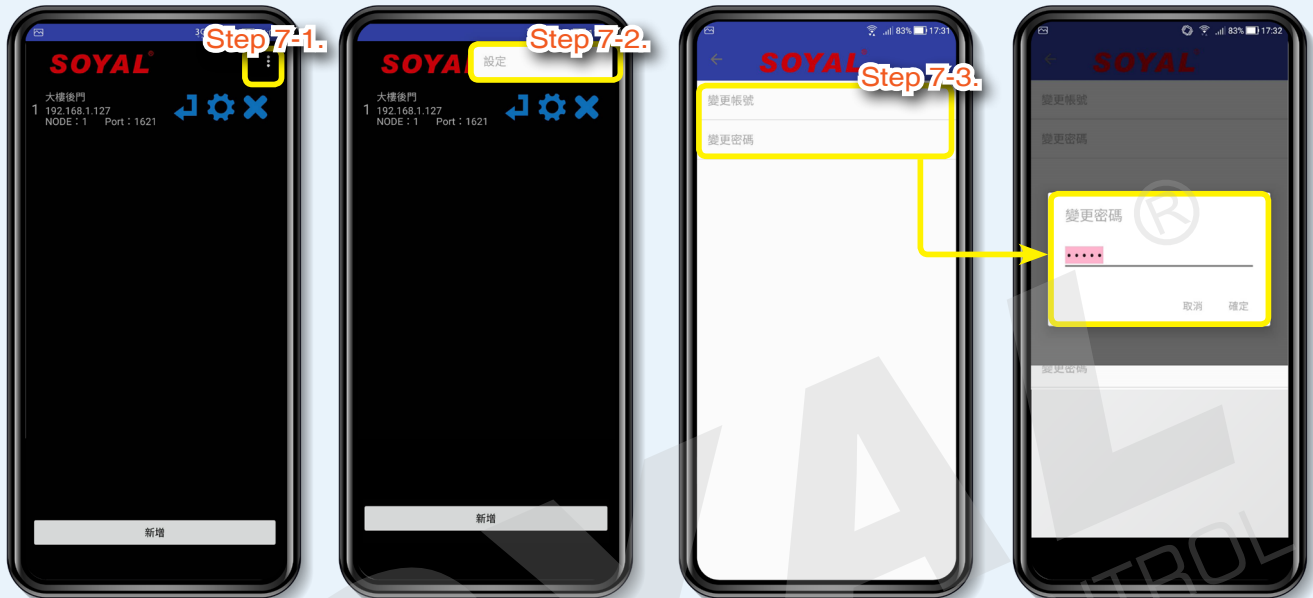 3G
Step 7-1.
SOYAL®
1
大樓後門
192.168.1.127
NODE：1 Port：1621
新增
Step 7-2.
SOYA
設定
1
大樓後門
192.168.1.127
NODE：1 Port：1621
新增
83% 17:31
SOYAL®
Step 7-3.
變更帳號
變更密碼
83% 17:32
SOYAL
變更帳號
變更密碼
變更密碼
•••••
取消 確定
變更密碼
®
YAL
NTROL